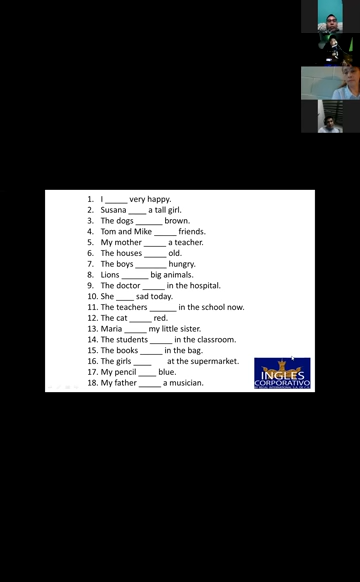 1. I _____ very happy.
2. Susana ____ a tall girl.
3. The dogs ______ brown.
4. Tom and Mike _____ friends.
5. My mother _____ a teacher.
6. The houses _____ old.
7. The boys _______ hungry.
8. Lions ______ big animals.
9. The doctor _____ in the hospital.
10. She ____ sad today.
11. The teachers ______ in the school now.
12. The cat _____ red.
13. Maria _____ my little sister.
14. The students _____ in the classroom.
15. The books _____ in the bag.
16. The girls ____ at the supermarket.
17. My pencil ____ blue.
18. My father _____ a musician.
INGLES
CORPORATIVO